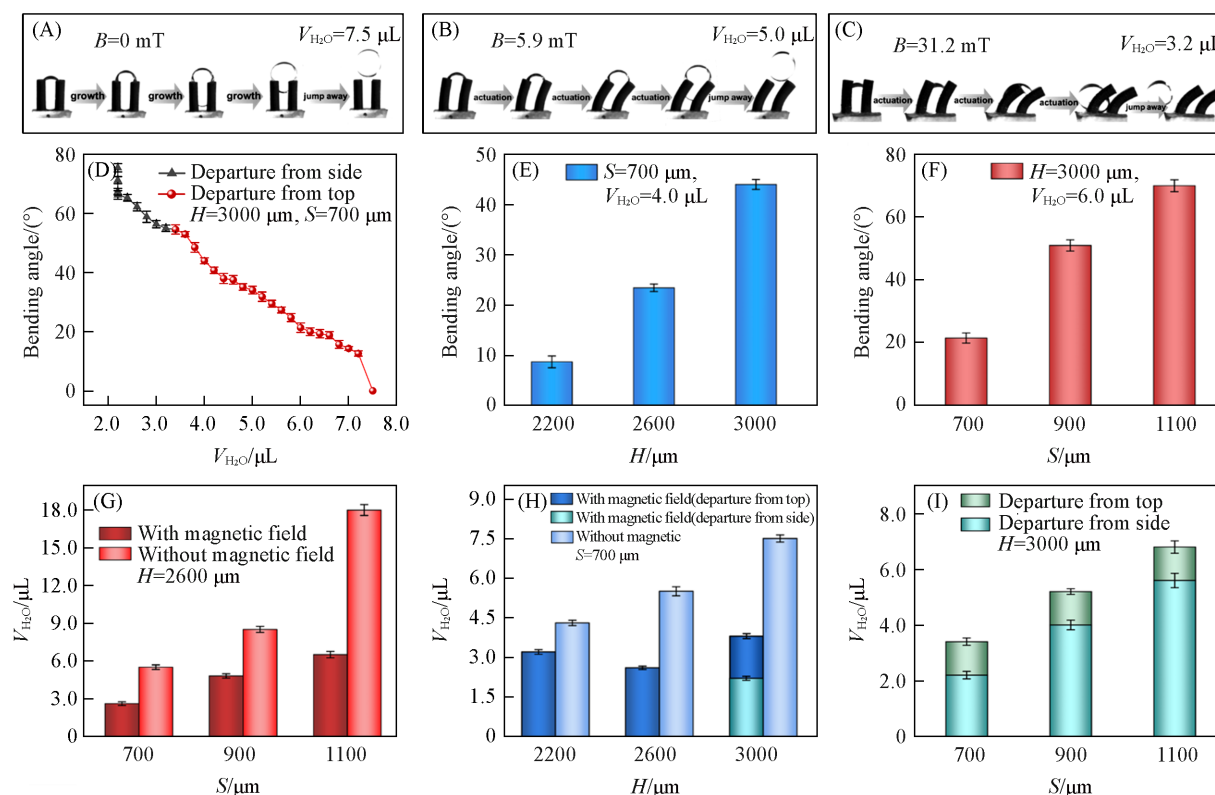 (A)
B=0 mT
V_H₂O=7.5 μL
growth
growth
growth
jump away
(B)
B=5.9 mT
V_H₂O=5.0 μL
actuation
actuation
actuation
jump away
(C)
B=31.2 mT
V_H₂O=3.2 μL
actuation
actuation
actuation
jump away
(D)
Departure from side
Departure from top
H=3000 μm, S=700 μm
80
60
40
20
0
Bending angle/(°)
2.0 3.0 4.0 5.0 6.0 7.0 8.0
V_H₂O/μL
(E)
S=700 μm,
V_H₂O=4.0 μL
50
40
30
20
10
0
Bending angle/(°)
2200 2600 3000
H/μm
(F)
H=3000 μm,
V_H₂O=6.0 μL
80
60
40
20
0
Bending angle/(°)
700 900 1100
S/μm
(G)
With magnetic field
Without magnetic field
H=2600 μm
18.0
15.0
12.0
9.0
6.0
3.0
0
V_H₂O/μL
700 900 1100
S/μm
(H)
With magnetic field(departure from top)
With magnetic field(departure from side)
Without magnetic
S=700 μm
9.0
7.5
6.0
4.5
3.0
1.5
0
V_H₂O/μL
2200 2600 3000
H/μm
(I)
Departure from top
Departure from side
H=3000 μm
8.0
6.0
4.0
2.0
0
V_H₂O/μL
700 900 1100
S/μm